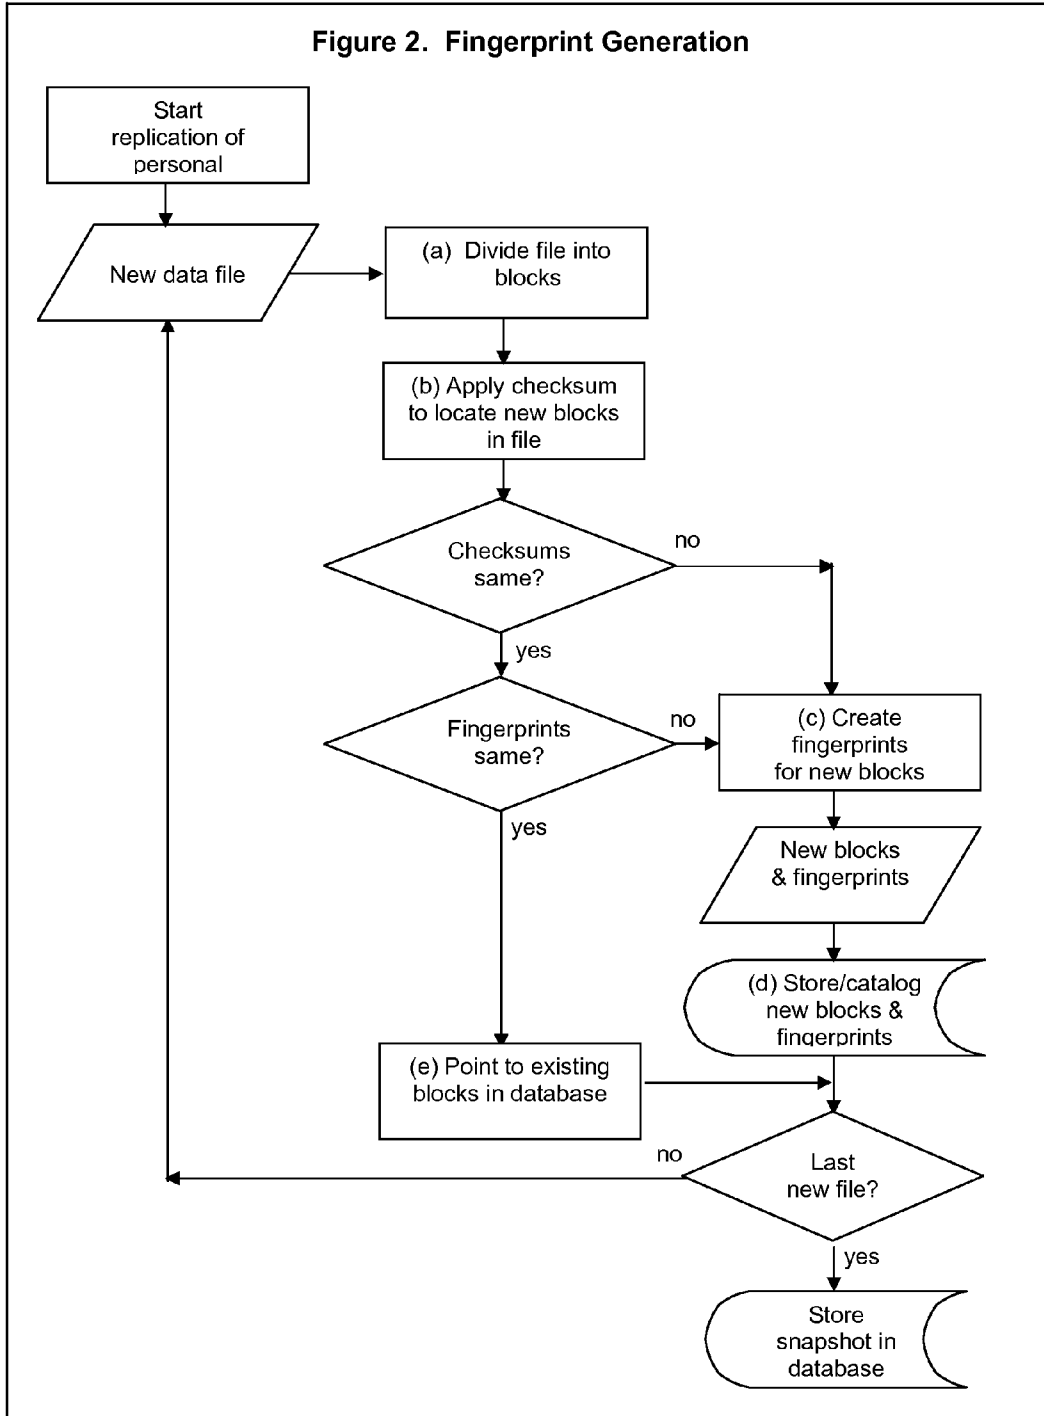 Figure 2. Fingerprint Generation
Start
replication of
personal
New data file
(a) Divide file into
blocks
(b) Apply checksum
to locate new blocks
in file
Checksums
same?
no
yes
Fingerprints
same?
no
yes
(c) Create
fingerprints
for new blocks
New blocks
& fingerprints
(d) Store/catalog
new blocks &
fingerprints
(e) Point to existing
blocks in database
Last
new file?
no
yes
Store
snapshot in
database